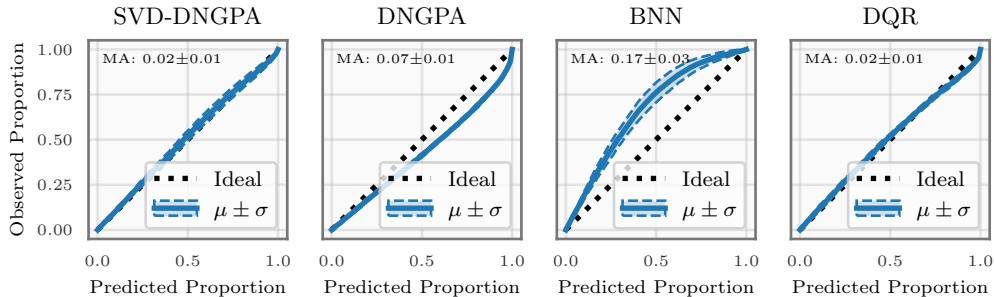 SVD-DNGPA
DNGPA
BNN
DQR
Observed Proportion
1.00
0.75
0.50
0.25
0.00
MA: 0.02±0.01
Ideal
μ ± σ
0.0 0.5 1.0
Predicted Proportion
MA: 0.07±0.01
Ideal
μ ± σ
0.0 0.5 1.0
Predicted Proportion
MA: 0.17±0.03
Ideal
μ ± σ
0.0 0.5 1.0
Predicted Proportion
MA: 0.02±0.01
Ideal
μ ± σ
0.0 0.5 1.0
Predicted Proportion